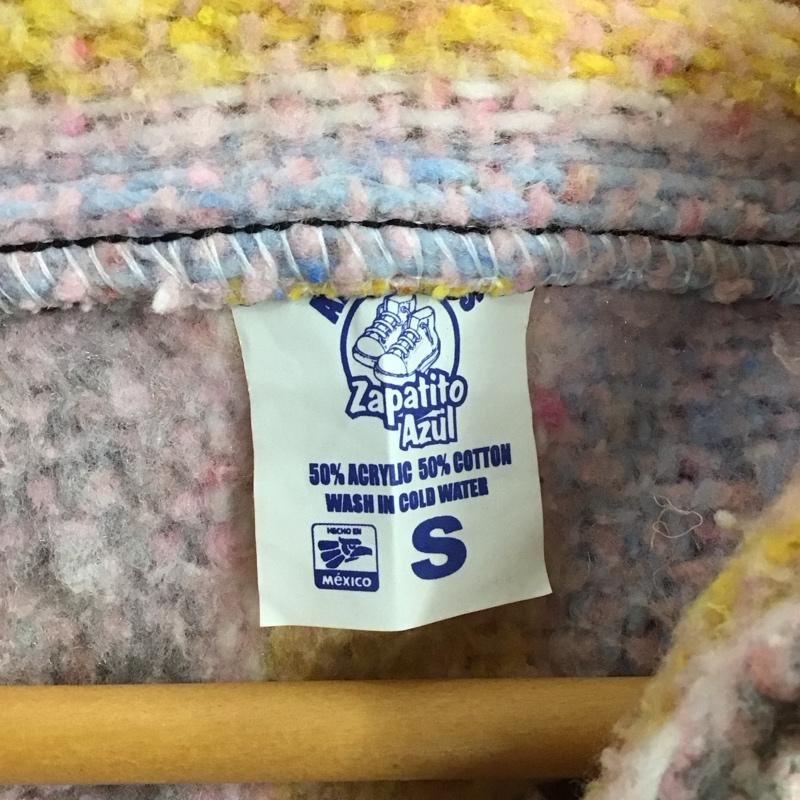 Zapatito
Azul
50% ACRYLIC 50% COTTON
WASH IN COLD WATER
HECHO EN
MÉXICO
S